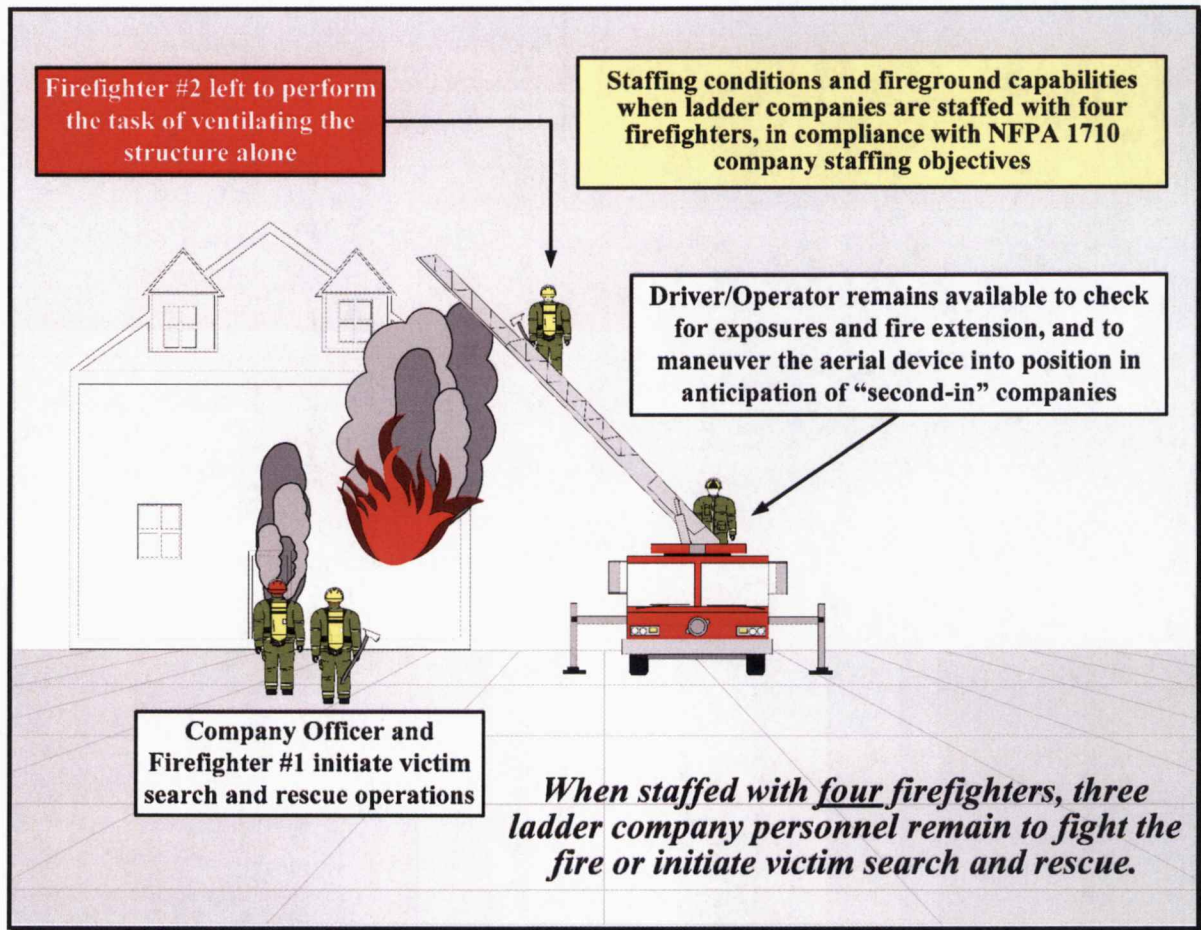 Firefighter #2 left to perform
the task of ventilating the
structure alone
Staffing conditions and fireground capabilities
when ladder companies are staffed with four
firefighters, in compliance with NFPA 1710
company staffing objectives
Driver/Operator remains available to check
for exposures and fire extension, and to
maneuver the aerial device into position in
anticipation of “second-in” companies
Company Officer and
Firefighter #1 initiate victim
search and rescue operations
When staffed with four firefighters, three
ladder company personnel remain to fight the
fire or initiate victim search and rescue.